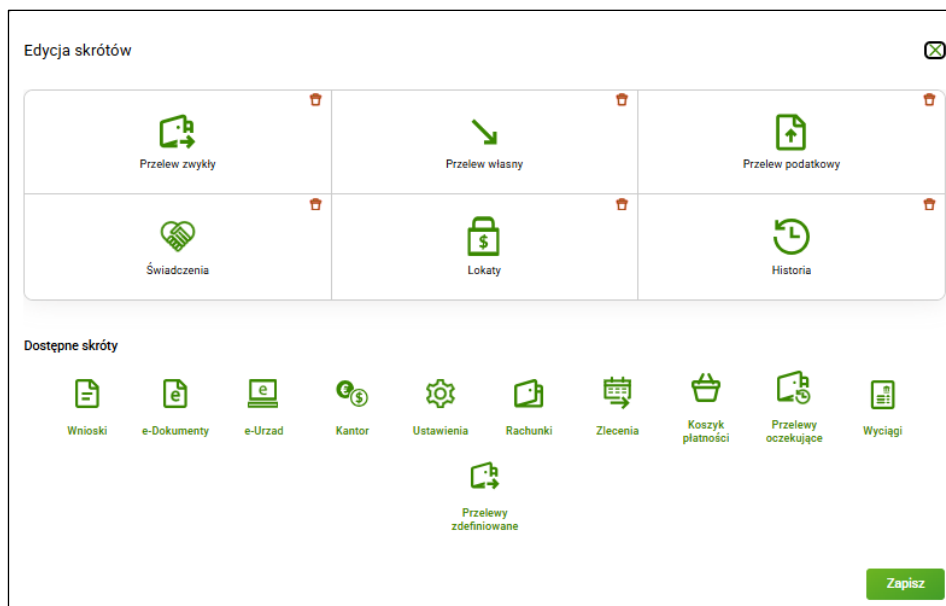 Edycja skrótów
Przelew zwykły
Przelew własny
Przelew podatkowy
Świadczenia
Lokaty
Historia
Dostępne skróty
Wnioski
e-Dokumenty
e-Urzad
Kantor
Ustawienia
Rachunki
Zlecenia
Koszyk
płatności
Przelewy
oczekujące
Wyciągi
Przelewy
zdefiniowane
Zapisz